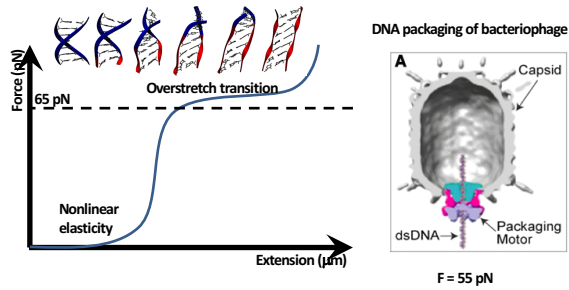 Force (pN)
65 pN
Overstretch transition
Nonlinear
elasticity
Extension (μm)
DNA packaging of bacteriophage
A
Capsid
dsDNA
Packaging
Motor
F = 55 pN